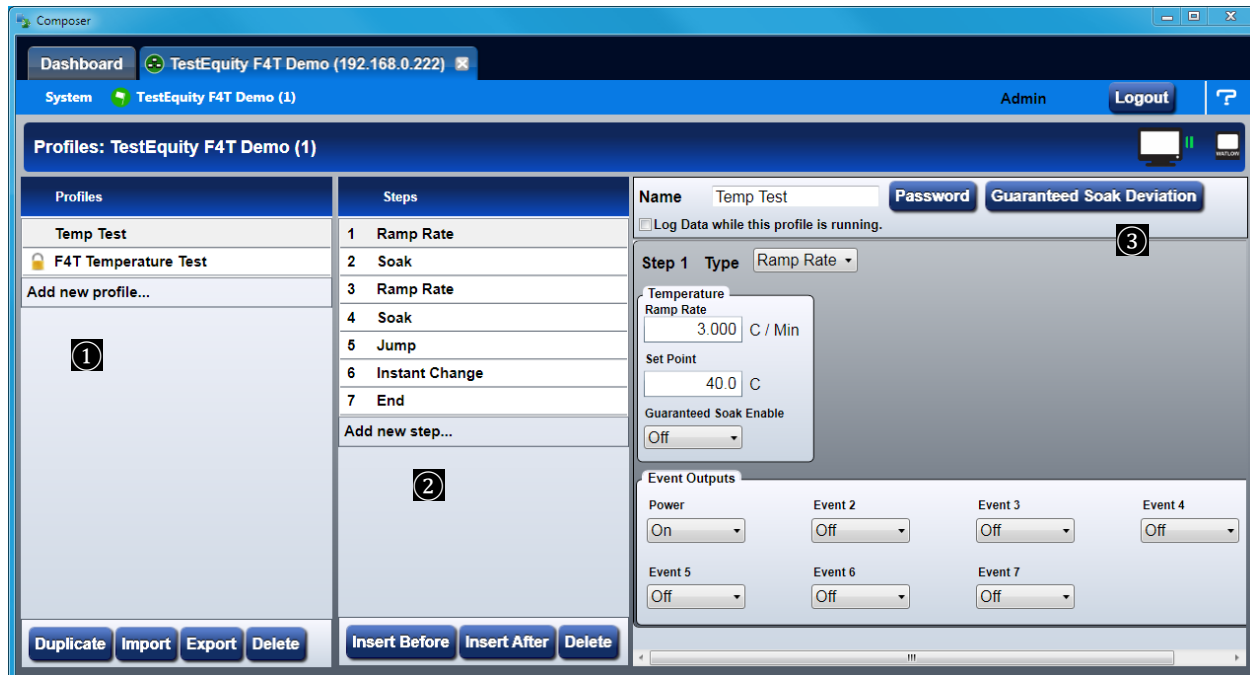 Composer
Dashboard TestEquity F4T Demo (192.168.0.222)
System TestEquity F4T Demo (1) Admin Logout ?
Profiles: TestEquity F4T Demo (1)
WATLOW
Profiles
Temp Test
F4T Temperature Test
Add new profile...
1
Duplicate Import Export Delete
Steps
1 Ramp Rate
2 Soak
3 Ramp Rate
4 Soak
5 Jump
6 Instant Change
7 End
Add new step...
2
Insert Before Insert After Delete
Name Temp Test Password Guaranteed Soak Deviation
Log Data while this profile is running.
3
Step 1 Type Ramp Rate
Temperature
Ramp Rate
3.000 C / Min
Set Point
40.0 C
Guaranteed Soak Enable
Off
Event Outputs
Power Event 2 Event 3 Event 4
On Off Off Off
Event 5 Event 6 Event 7
Off Off Off